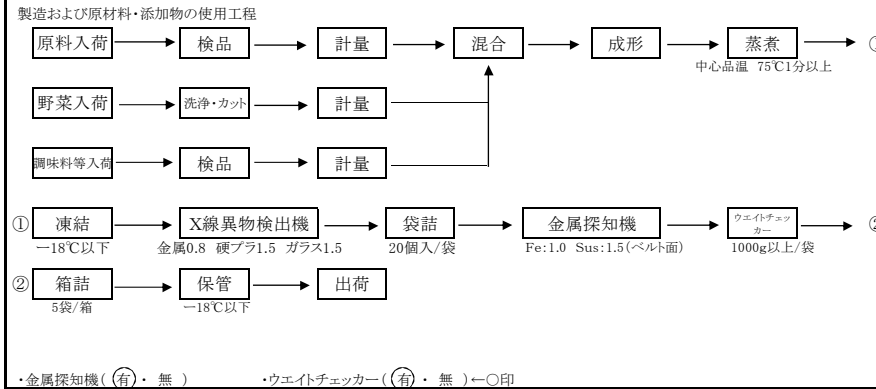 製造および原材料・添加物の使用工程
原料入荷 検品 計量 混合 成形 蒸煮
中心品温 75℃1分以上
野菜入荷 洗浄・カット 計量
調味料等入荷 検品 計量
① 凍結 X線異物検出機 袋詰 金属探知機 ウエイトチェッカー ②
ー18℃以下 金属0.8 硬プラ1.5 ガラス1.5 20個入/袋 Fe:1.0 Sus:1.5(ベルト面) 1000g以上/袋
② 箱詰 保管 出荷
5袋/箱 ー18℃以下
・金属探知機( 有 ・ 無 ) ・ウエイトチェッカー( 有 ・ 無 )←○印